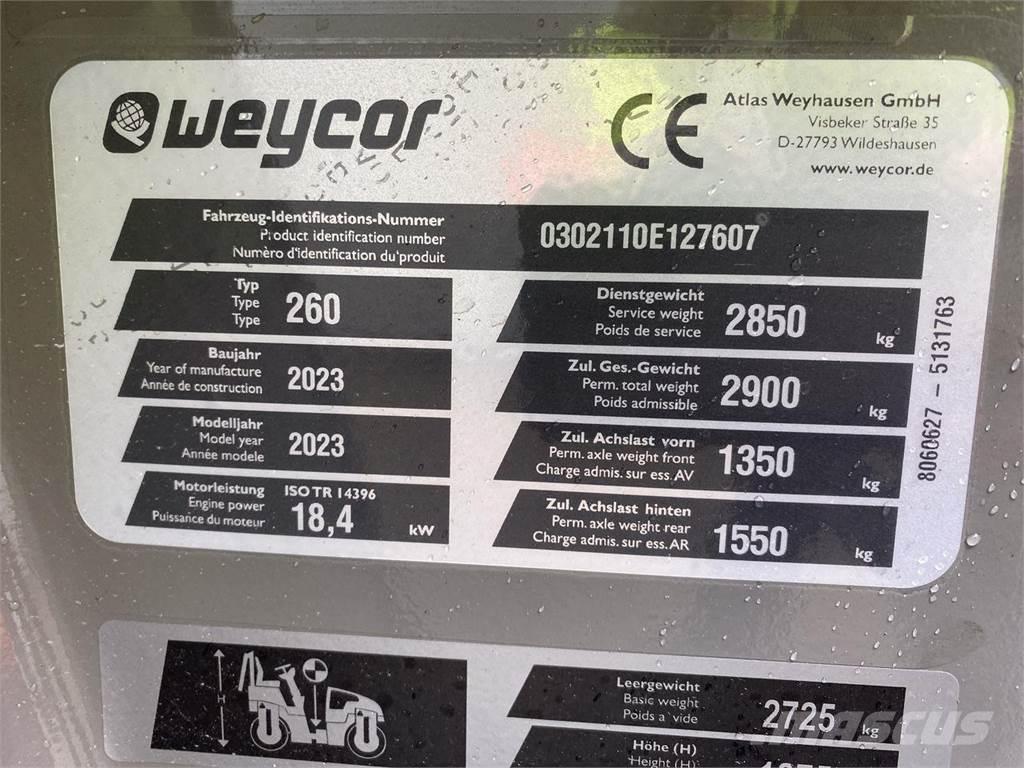 weycor
CE
Atlas Weyhausen GmbH
Visbeker Straße 35
D-27793 Wildeshausen
www.weycor.de
Fahrzeug-Identifikations-Nummer
Product identification number
Numèro d'identification du produit
0302110E127607
Typ
Type
Type
260
Baujahr
Year of manufacture
Année de construction
2023
Modelljahr
Model year
Année modele
2023
Motorleistung ISO TR 14396
Engine power
Puissance du moteur
18,4 kW
Dienstgewicht
Service weight
Poids de service
2850 kg
Zul. Ges.-Gewicht
Perm. total weight
Poids admissible
2900 kg
Zul. Achslast vorn
Perm. axle weight front
Charge admis. sur ess. AV
1350 kg
Zul. Achslast hinten
Perm. axle weight rear
Charge admis. sur ess. AR
1550 kg
8060627 – 5131763
H
Leergewicht
Basic weight
Poids a' vide
2725 kg
Höhe (H)
Height (H)
MASCUS